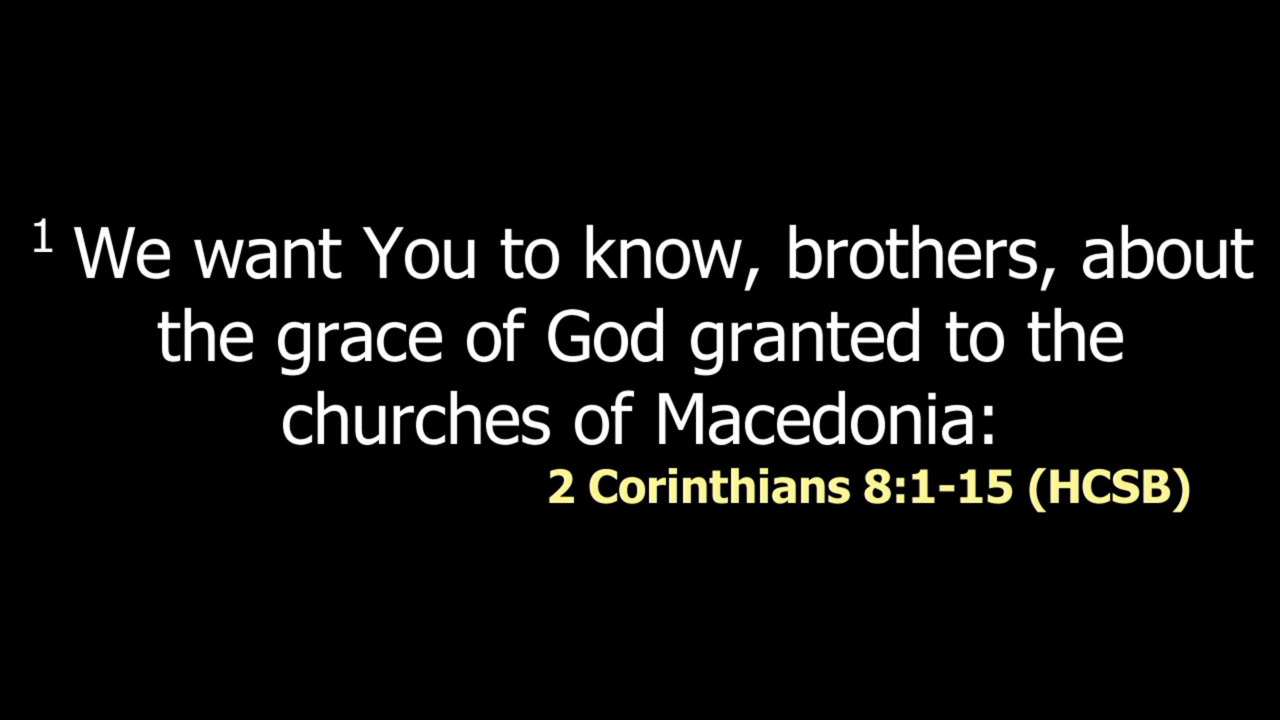 1 We want You to know, brothers, about
the grace of God granted to the
churches of Macedonia:
2 Corinthians 8:1-15 (HCSB)